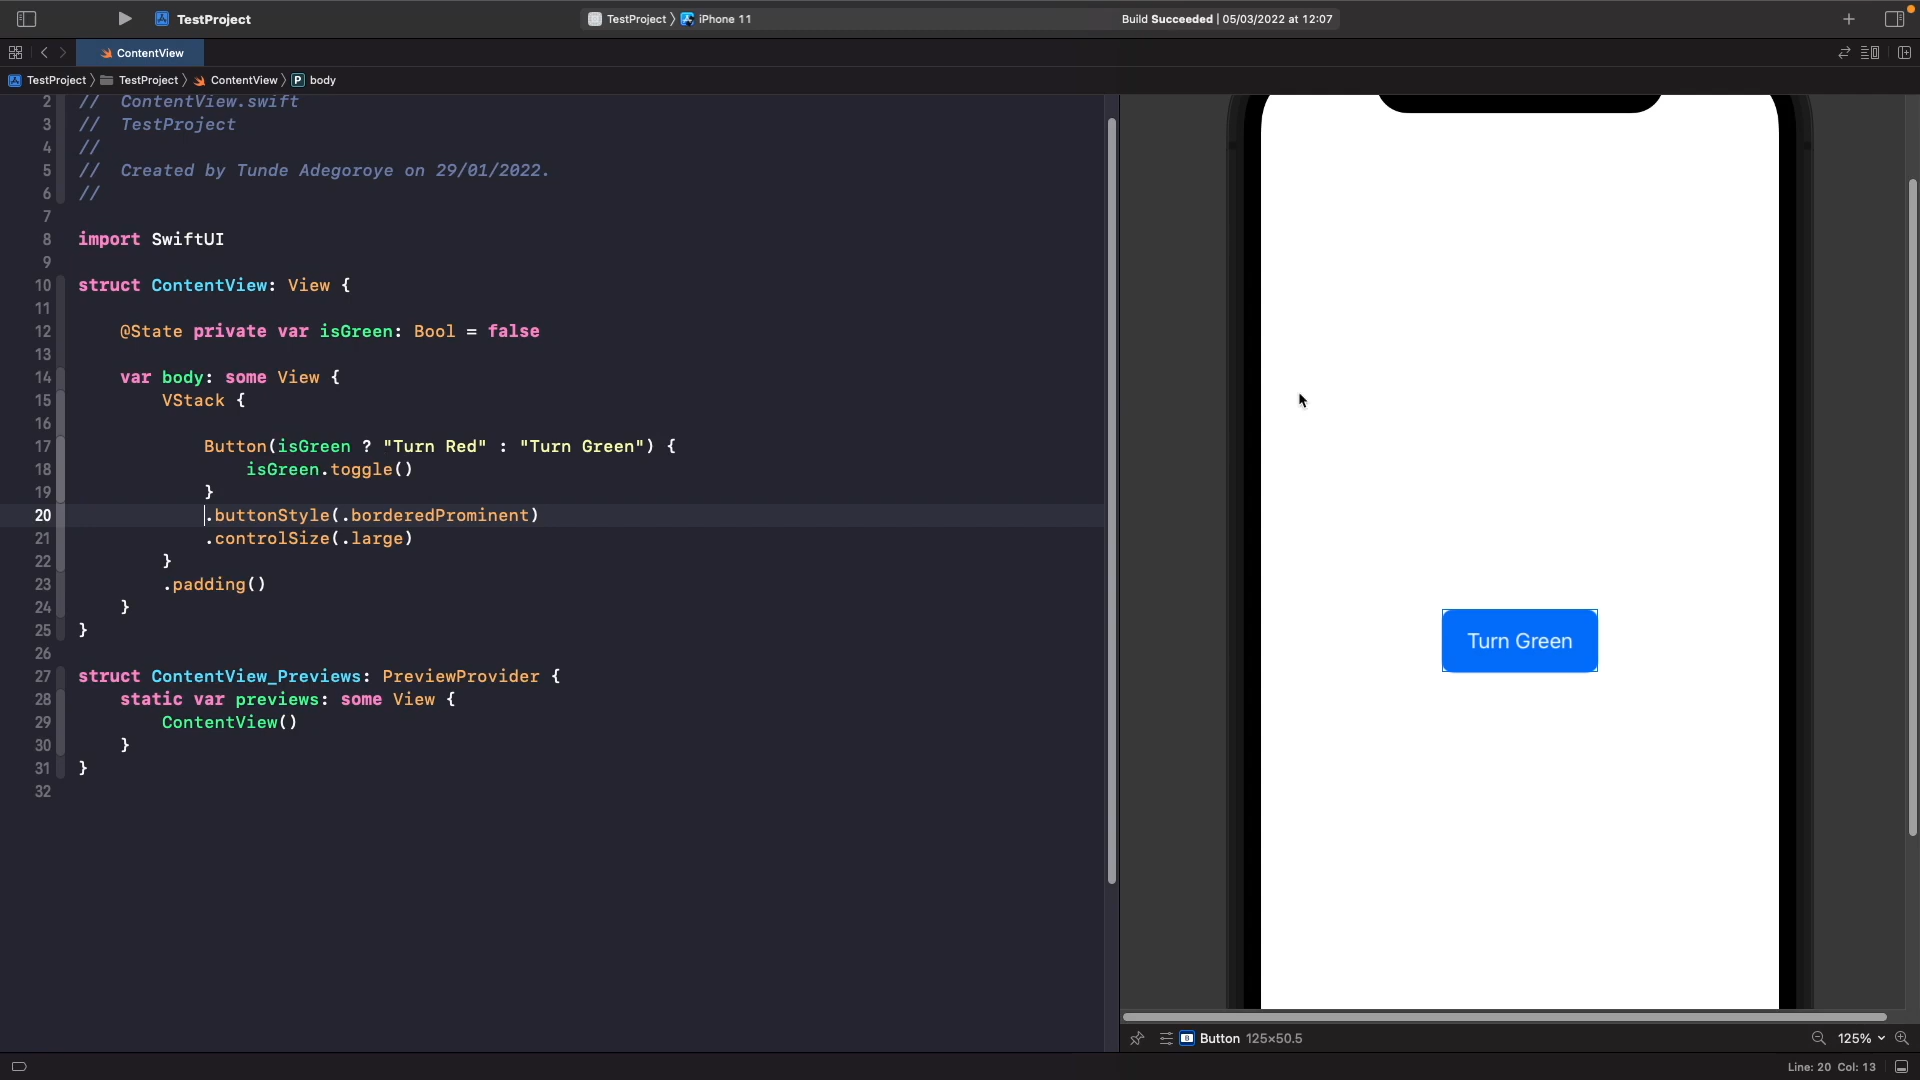 TestProject
TestProject 〉 iPhone 11
Build Succeeded | 05/03/2022 at 12:07
ContentView
TestProject 〉 TestProject 〉 ContentView 〉 P body
2 //  ContentView.swift
3 //  TestProject
4 //
5 //  Created by Tunde Adegoroye on 29/01/2022.
6 //
7
8 import SwiftUI
9
10 struct ContentView: View {
11
12     @State private var isGreen: Bool = false
13
14     var body: some View {
15         VStack {
16
17             Button(isGreen ? "Turn Red" : "Turn Green") {
18                 isGreen.toggle()
19             }
20             .buttonStyle(.borderedProminent)
21             .controlSize(.large)
22         }
23         .padding()
24     }
25 }
26
27 struct ContentView_Previews: PreviewProvider {
28     static var previews: some View {
29         ContentView()
30     }
31 }
32
Turn Green
Button 125×50.5
125%
Line: 20 Col: 13